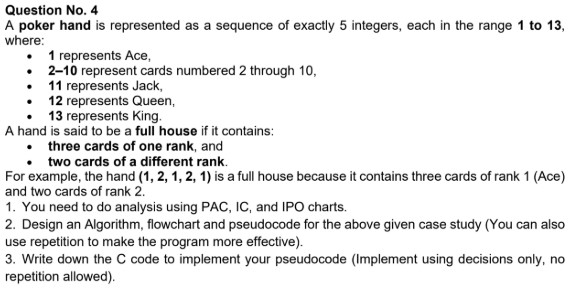 Question No. 4
A poker hand is represented as a sequence of exactly 5 integers, each in the range 1 to 13,
where:
• 1 represents Ace,
• 2–10 represent cards numbered 2 through 10,
• 11 represents Jack,
• 12 represents Queen,
• 13 represents King.
A hand is said to be a full house if it contains:
• three cards of one rank, and
• two cards of a different rank.
For example, the hand (1, 2, 1, 2, 1) is a full house because it contains three cards of rank 1 (Ace)
and two cards of rank 2.
1. You need to do analysis using PAC, IC, and IPO charts.
2. Design an Algorithm, flowchart and pseudocode for the above given case study (You can also
use repetition to make the program more effective).
3. Write down the C code to implement your pseudocode (Implement using decisions only, no
repetition allowed).